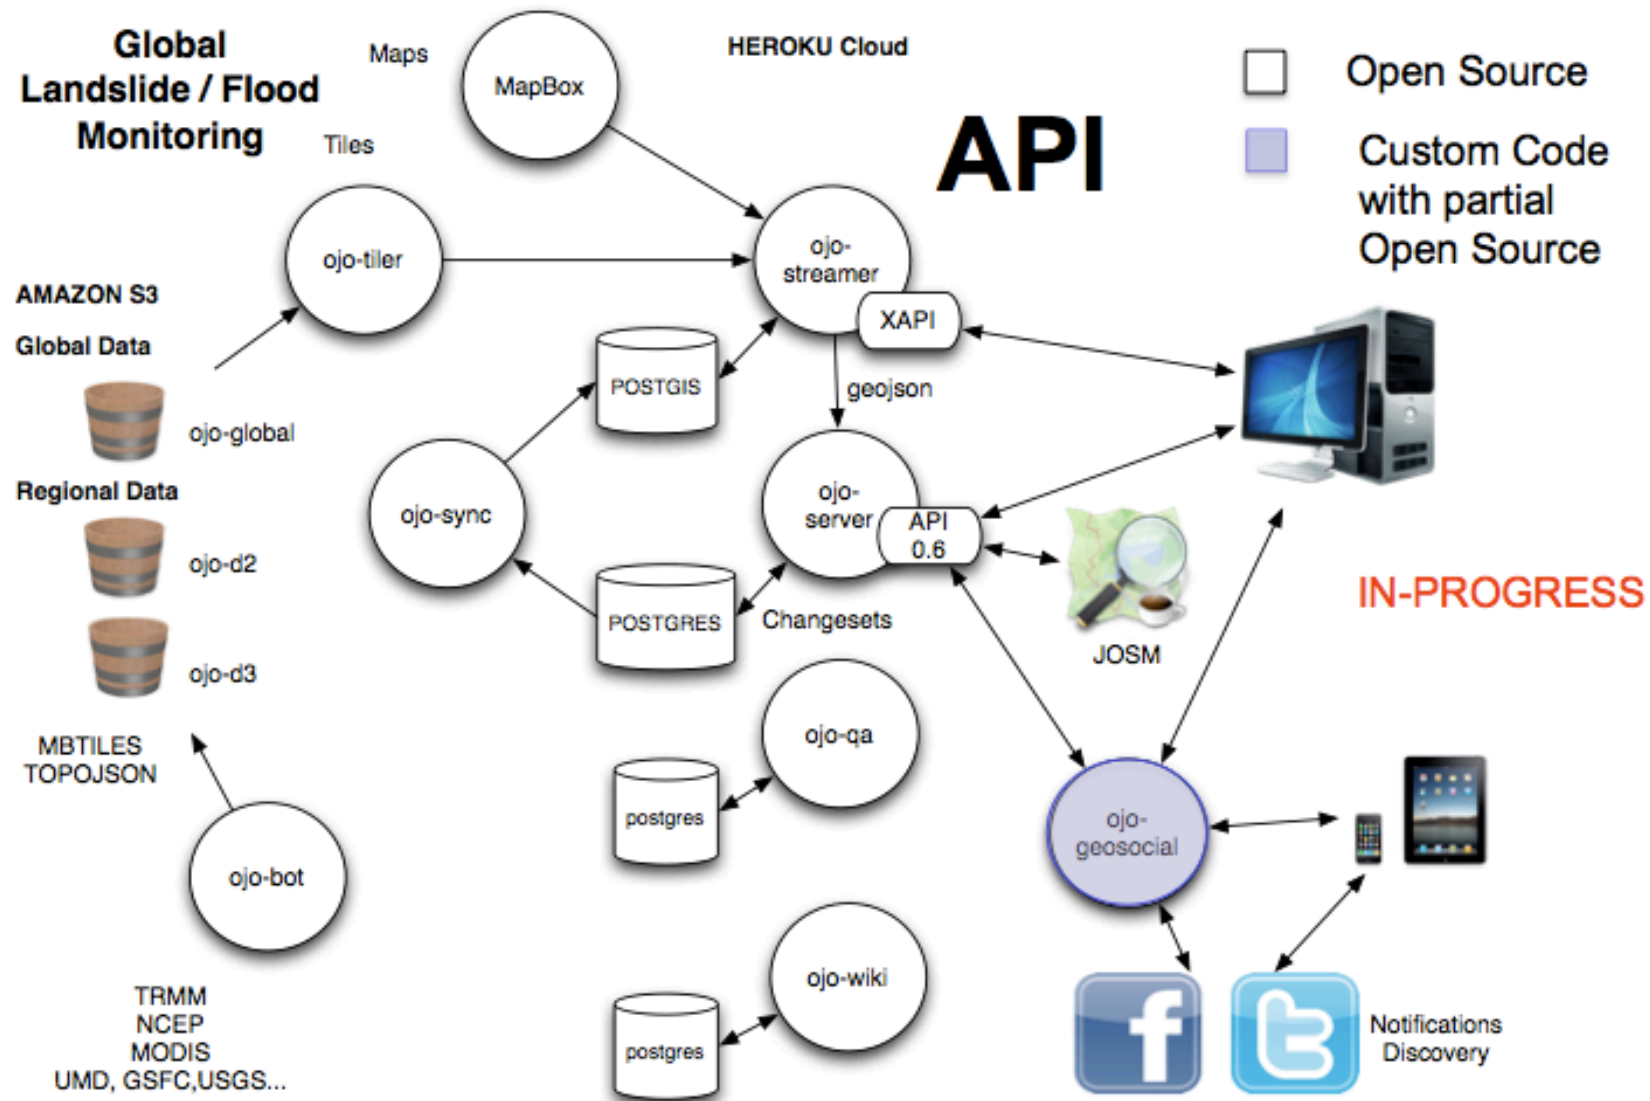 Global
Landslide / Flood
Monitoring
Maps
MapBox
HEROKU Cloud
API
Open Source
Custom Code
with partial
Open Source
Tiles
ojo-tiler
ojo-
streamer
XAPI
AMAZON S3
Global Data
ojo-global
POSTGIS
geojson
Regional Data
ojo-d2
ojo-d3
ojo-sync
ojo-
server
API
0.6
POSTGRES
Changesets
JOSM
IN-PROGRESS
MBTILES
TOPOJSON
ojo-bot
postgres
ojo-qa
ojo-
geosocial
TRMM
NCEP
MODIS
UMD, GSFC,USGS...
postgres
ojo-wiki
f
t
Notifications
Discovery